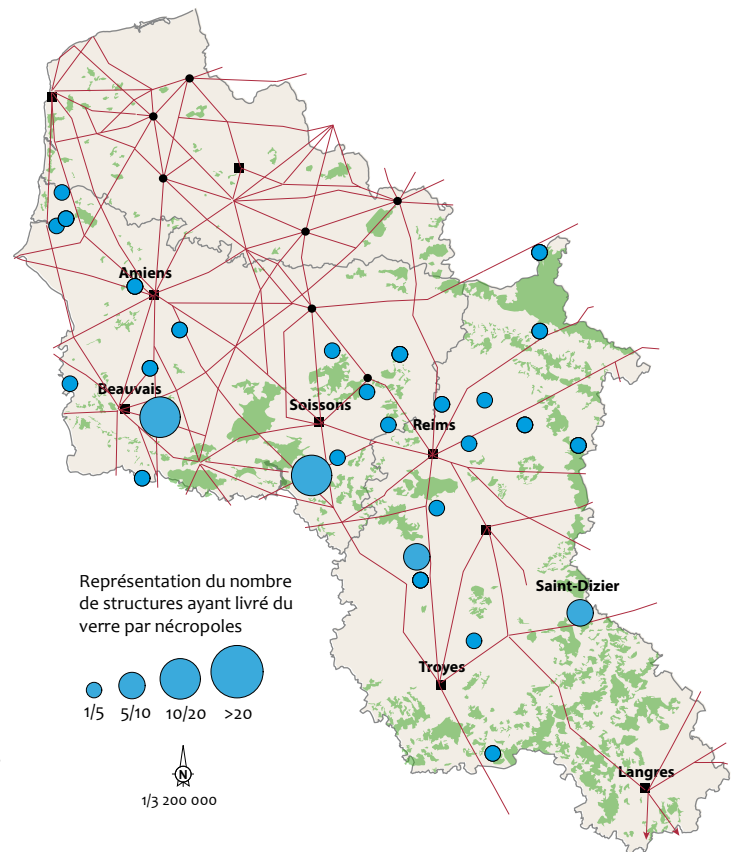 Amiens
Beauvais
Soissons
Reims
Saint-Dizier
Troyes
Langres
Représentation du nombre
de structures ayant livré du
verre par nécropoles
1/5 5/10 10/20 >20
N
1/3 200 000